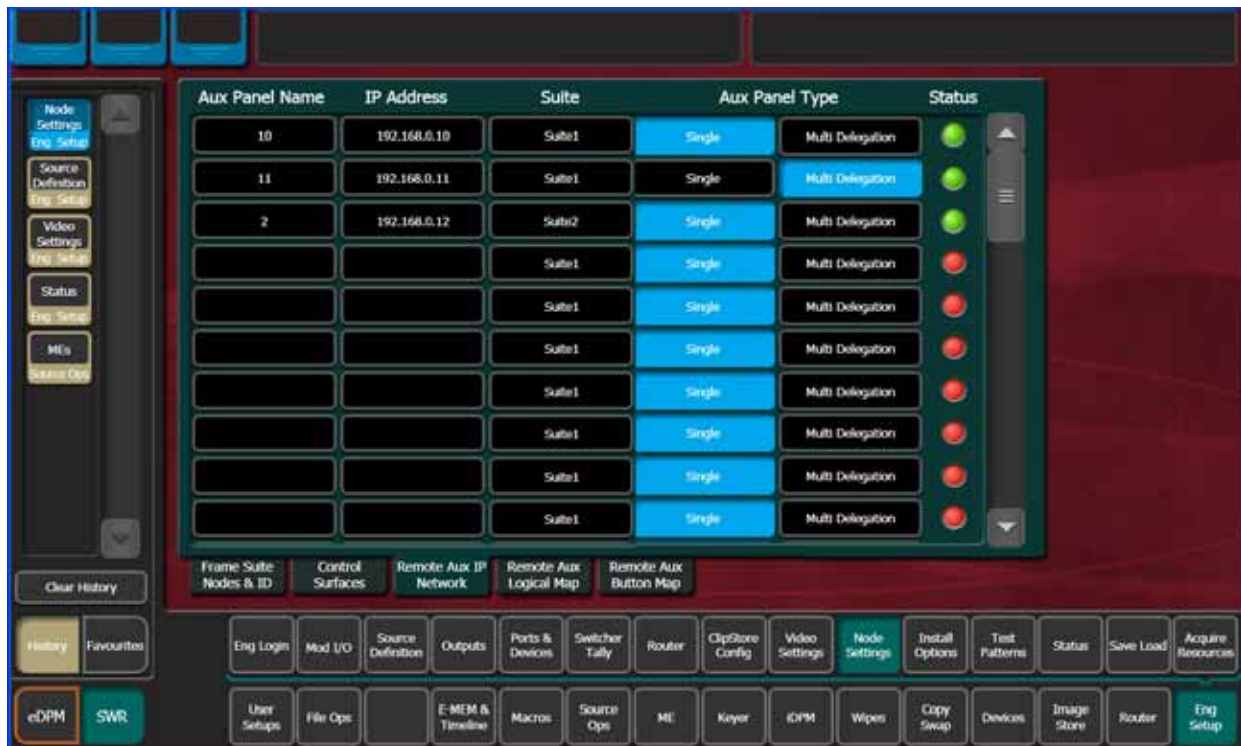 Node
Settings
Eng Setup
Source
Definition
Eng Setup
Video
Settings
Eng Setup
Status
Eng Setup
MEs
Source Ops
Clear History
History Favourites
eDPM SWR
Aux Panel Name IP Address Suite Aux Panel Type Status
10 192.168.0.10 Suite1 Single Multi Delegation
11 192.168.0.11 Suite1 Single Multi Delegation
2 192.168.0.12 Suite2 Single Multi Delegation
Suite1 Single Multi Delegation
Suite1 Single Multi Delegation
Suite1 Single Multi Delegation
Suite1 Single Multi Delegation
Suite1 Single Multi Delegation
Suite1 Single Multi Delegation
Suite1 Single Multi Delegation
Frame Suite Control Remote Aux IP Remote Aux Remote Aux
Nodes & ID Surfaces Network Logical Map Button Map
Eng Login Mod I/O Source Definition Outputs Ports & Devices Switcher Tally Router ClipStore Config Video Settings Node Settings Install Options Test Patterns Status Save Load Acquire Resources
User Setups File Ops E-MEM & Timeline Macros Source Ops ME Keyer iDPM Wipes Copy Swap Devices Image Store Router Eng Setup